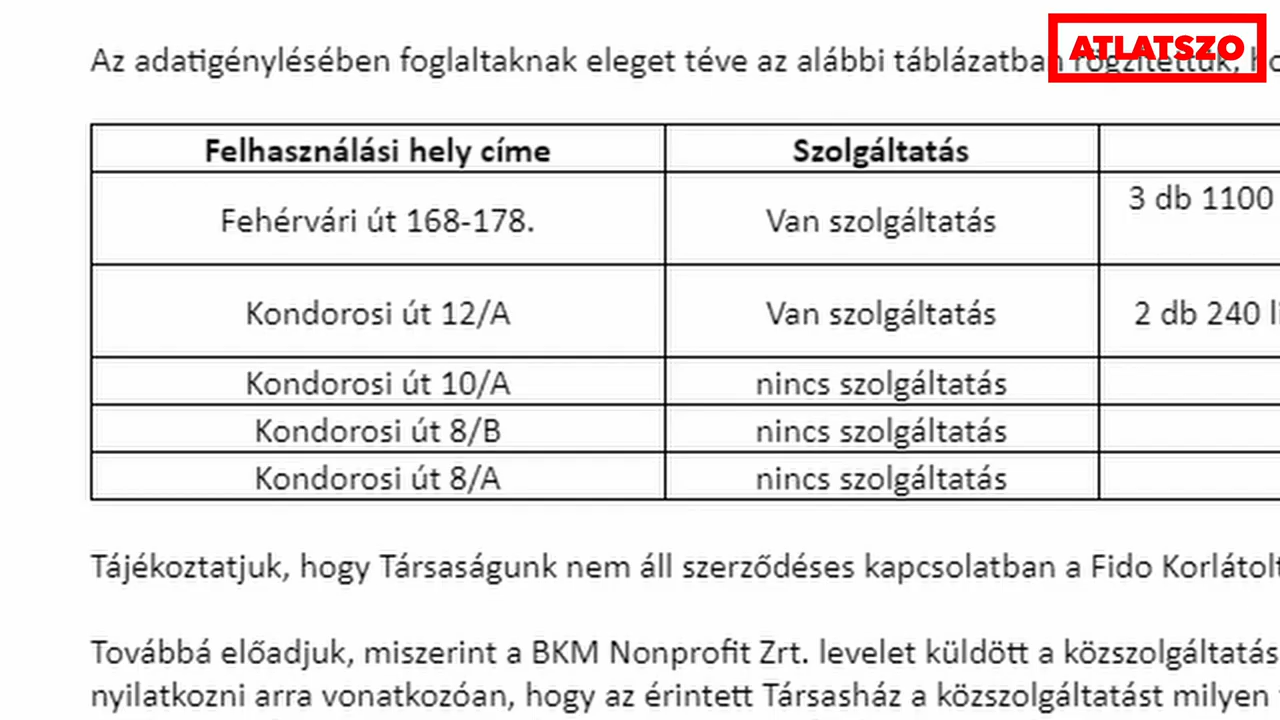 ATLATSZO
Az adatigénylésében foglaltaknak eleget téve az alábbi táblázatban rögzítettük,
Felhasználási hely címe Szolgáltatás
Fehérvári út 168-178. Van szolgáltatás 3 db 1100
Kondorosi út 12/A Van szolgáltatás 2 db 240
Kondorosi út 10/A nincs szolgáltatás
Kondorosi út 8/B nincs szolgáltatás
Kondorosi út 8/A nincs szolgáltatás
Tájékoztatjuk, hogy Társaságunk nem áll szerződéses kapcsolatban a Fido Korlátolt
Továbbá előadjuk, miszerint a BKM Nonprofit Zrt. levelet küldött a közszolgáltatás
nyilatkozni arra vonatkozóan, hogy az érintett Társasház a közszolgáltatást milyen